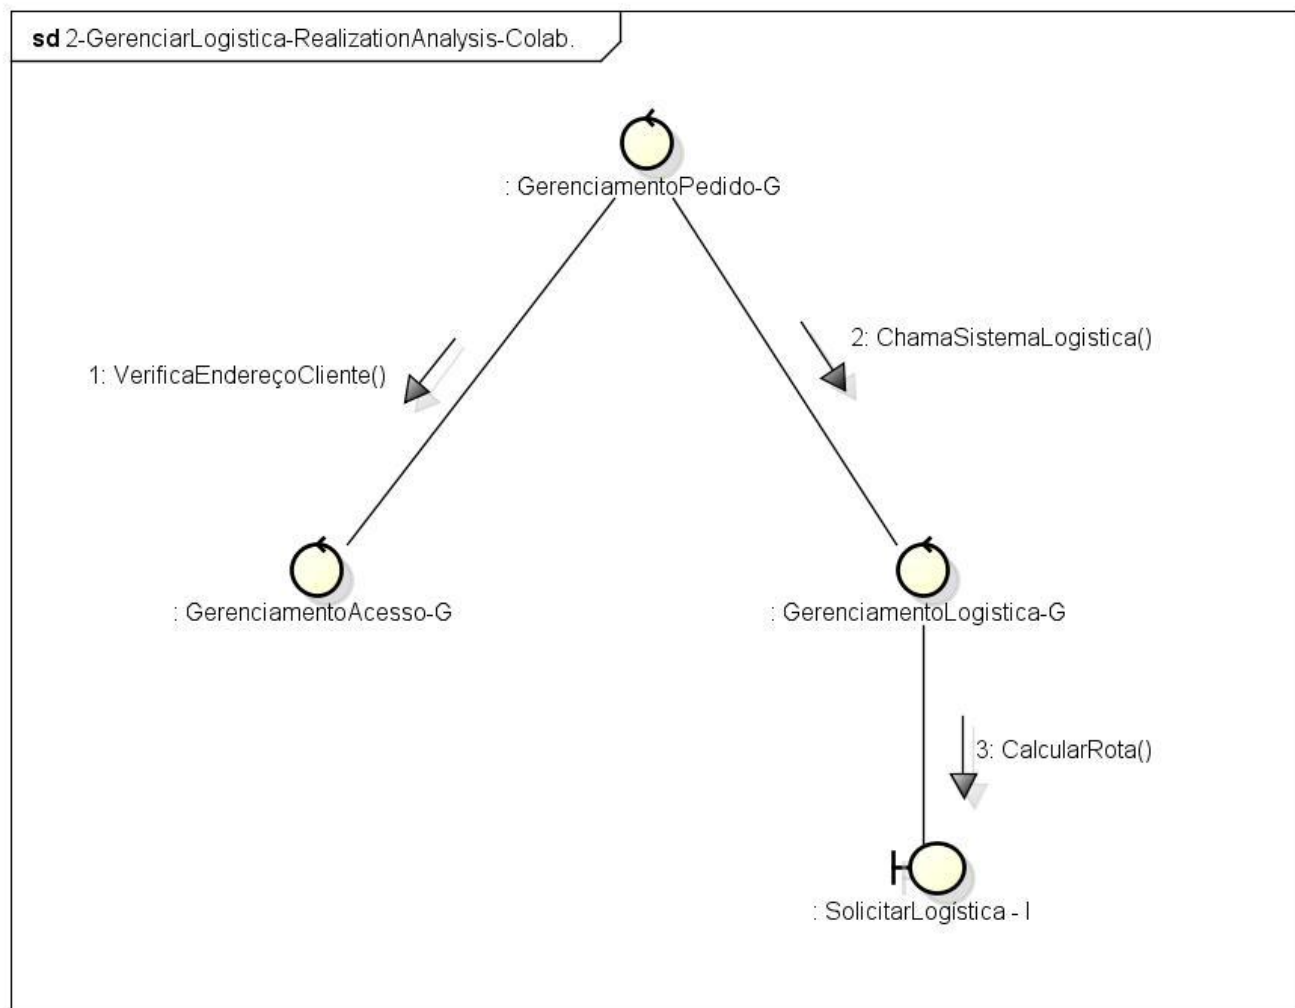 sd 2-GerenciarLogistica-RealizationAnalysis-Colab.
: GerenciamentoPedido-G
2: ChamaSistemaLogistica()
1: VerificaEndereçoCliente()
: GerenciamentoAcesso-G
: GerenciamentoLogistica-G
3: CalcularRota()
: SolicitarLogística - I